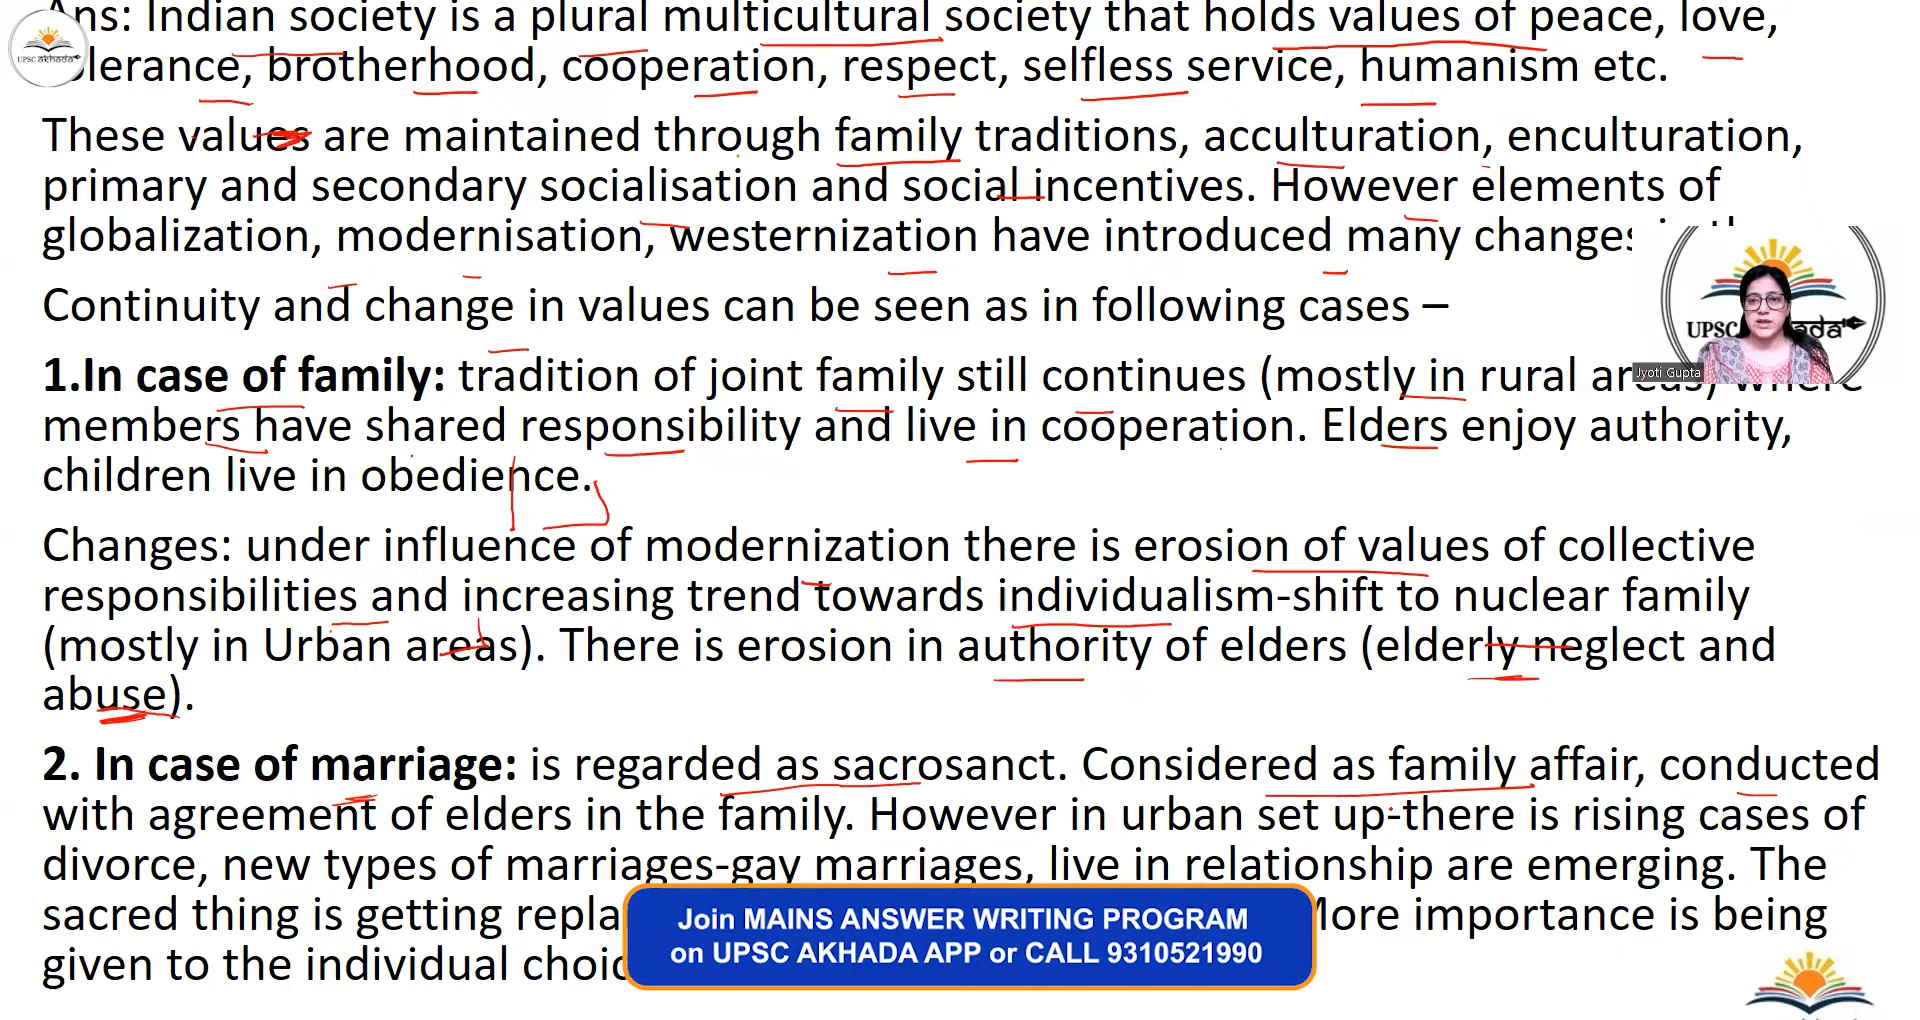 Ans: Indian society is a plural multicultural society that holds values of peace, love,
tolerance, brotherhood, cooperation, respect, selfless service, humanism etc.
These values are maintained through family traditions, acculturation, enculturation,
primary and secondary socialisation and social incentives. However elements of
globalization, modernisation, westernization have introduced many changes in
Continuity and change in values can be seen as in following cases –
1.In case of family: tradition of joint family still continues (mostly in rural areas) where
members have shared responsibility and live in cooperation. Elders enjoy authority,
children live in obedience.
Changes: under influence of modernization there is erosion of values of collective
responsibilities and increasing trend towards individualism-shift to nuclear family
(mostly in Urban areas). There is erosion in authority of elders (elderly neglect and
abuse).
2. In case of marriage: is regarded as sacrosanct. Considered as family affair, conducted
with agreement of elders in the family. However in urban set up-there is rising cases of
divorce, new types of marriages-gay marriages, live in relationship are emerging. The
sacred thing is getting More importance is being
given to the individual
UPSC akhada
UPSC
Jyoti Gupta
Join MAINS ANSWER WRITING PROGRAM
on UPSC AKHADA APP or CALL 9310521990